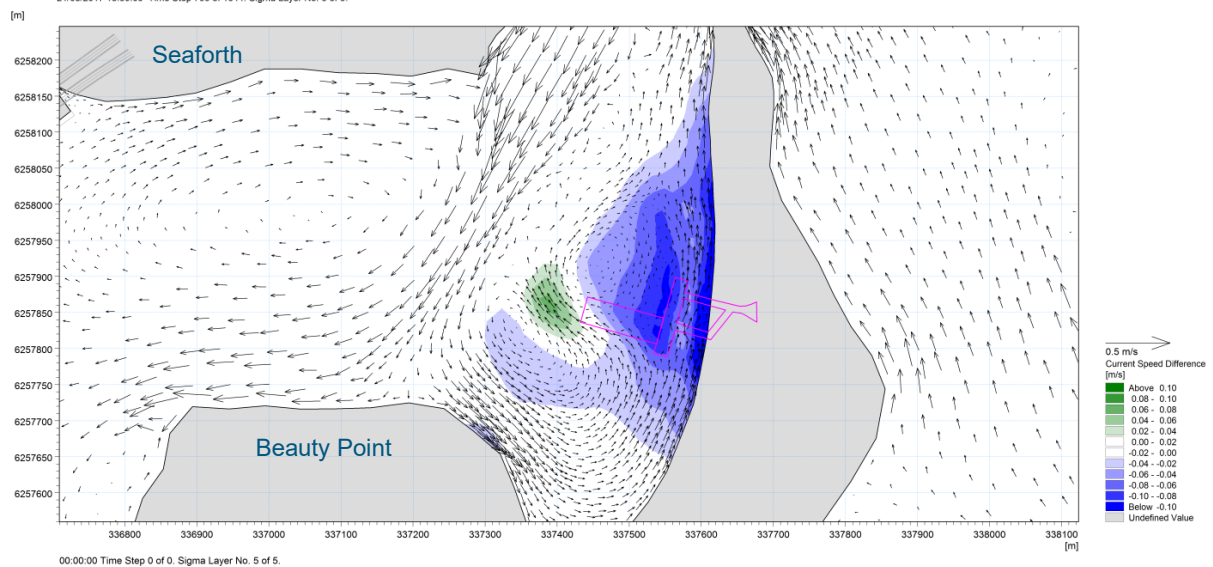 [m]
Seaforth
6258200
6258150
6258100
6258050
6258000
6257950
6257900
6257850
6257800
6257750
6257700
6257650
6257600
Beauty Point
336800 336900 337000 337100 337200 337300 337400 337500 337600 337700 337800 337900 338000 338100
[m]
00:00:00 Time Step 0 of 0. Sigma Layer No. 5 of 5.
0.5 m/s
Current Speed Difference
[m/s]
Above 0.10
0.08 - 0.10
0.06 - 0.08
0.04 - 0.06
0.02 - 0.04
0.00 - 0.02
-0.02 - 0.00
-0.04 - -0.02
-0.06 - -0.04
-0.08 - -0.06
-0.10 - -0.08
Below -0.10
Undefined Value